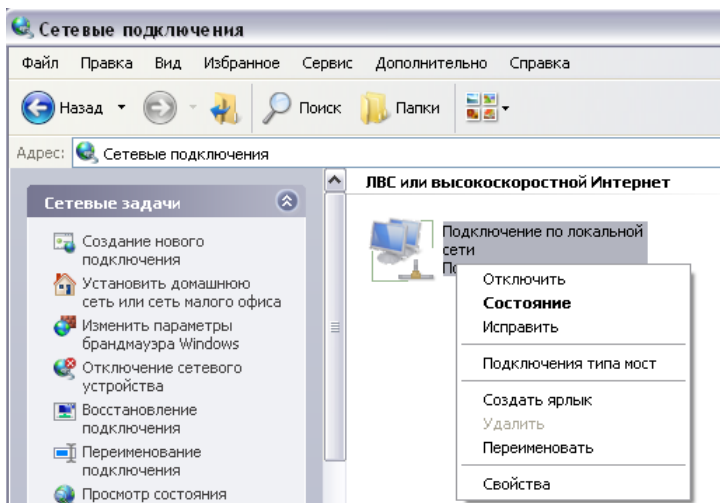 Сетевые подключения
Файл Правка Вид Избранное Сервис Дополнительно Справка
Назад Поиск Папки
Адрес: Сетевые подключения
Сетевые задачи
Создание нового
подключения
Установить домашнюю
сеть или сеть малого офиса
Изменить параметры
брандмауэра Windows
Отключение сетевого
устройства
Восстановление
подключения
Переименование
подключения
Просмотр состояния
ЛВС или высокоскоростной Интернет
Подключение по локальной
сети
Отключить
Состояние
Исправить
Подключения типа мост
Создать ярлык
Удалить
Переименовать
Свойства